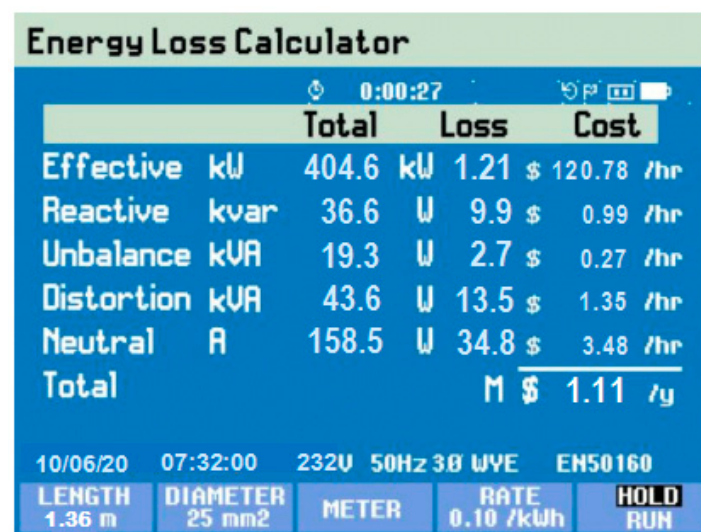 Energy Loss Calculator
0:00:27
Total Loss Cost
Effective kW 404.6 kW 1.21 $ 120.78 /hr
Reactive kvar 36.6 W 9.9 $ 0.99 /hr
Unbalance kVA 19.3 W 2.7 $ 0.27 /hr
Distortion kVA 43.6 W 13.5 $ 1.35 /hr
Neutral A 158.5 W 34.8 $ 3.48 /hr
Total M $ 1.11 /y
10/06/20 07:32:00 232V 50Hz 3Ø WYE EN50160
LENGTH DIAMETER METER RATE HOLD
1.36 m 25 mm2 0.10 /kWh RUN